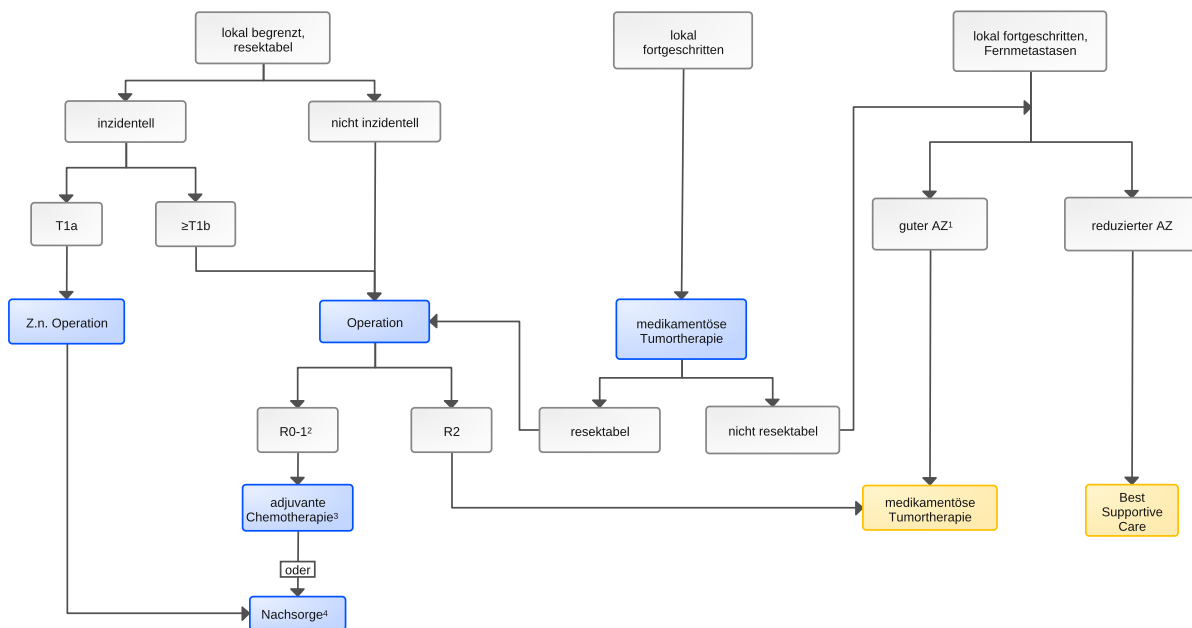 lokal begrenzt,
resektabel
lokal
fortgeschritten
lokal fortgeschritten,
Fernmetastasen
inzidentell
nicht inzidentell
T1a
≥T1b
guter AZ¹
reduzierter AZ
Z.n. Operation
Operation
medikamentöse
Tumortherapie
R0-1²
R2
resektabel
nicht resektabel
adjuvante
Chemotherapie³
medikamentöse
Tumortherapie
Best
Supportive
Care
oder
Nachsorge⁴